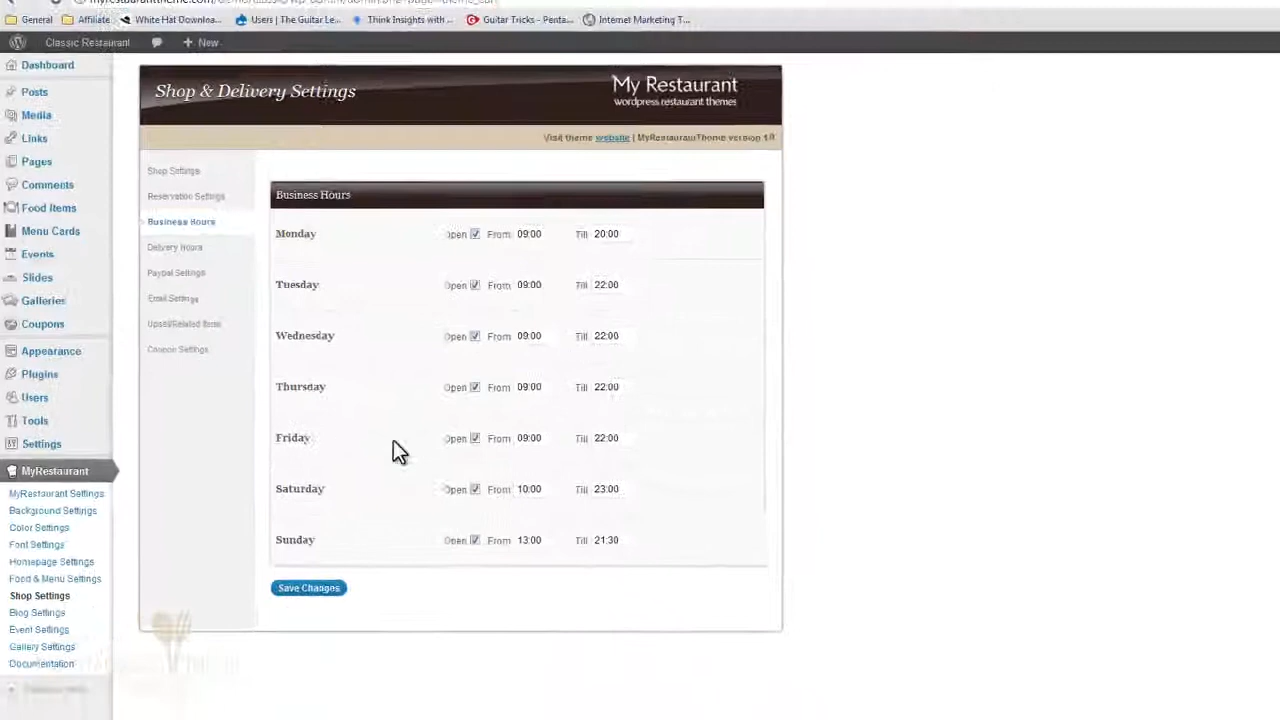 General Affiliate White Hat Downloa... Users | The Guitar Le... Think Insights with ... Guitar Tricks - Penta... Internet Marketing T...
Classic Restaurant New
Dashboard
Posts
Media
Links
Pages
Comments
Food Items
Menu Cards
Events
Slides
Galleries
Coupons
Appearance
Plugins
Users
Tools
Settings
MyRestaurant
MyRestaurant Settings
Background Settings
Color Settings
Font Settings
Homepage Settings
Food & Menu Settings
Shop Settings
Blog Settings
Event Settings
Gallery Settings
Documentation
Shop & Delivery Settings
My Restaurant
wordpress restaurant themes
Visit theme website | MyRestaurantTheme version 1.0
Shop Settings
Reservation Settings
Business Hours
Delivery Hours
Paypal Settings
Email Settings
Upsell/Related Items
Coupon Settings
Business Hours
Monday Open From 09:00 Till 20:00
Tuesday Open From 09:00 Till 22:00
Wednesday Open From 09:00 Till 22:00
Thursday Open From 09:00 Till 22:00
Friday Open From 09:00 Till 22:00
Saturday Open From 10:00 Till 23:00
Sunday Open From 13:00 Till 21:30
Save Changes